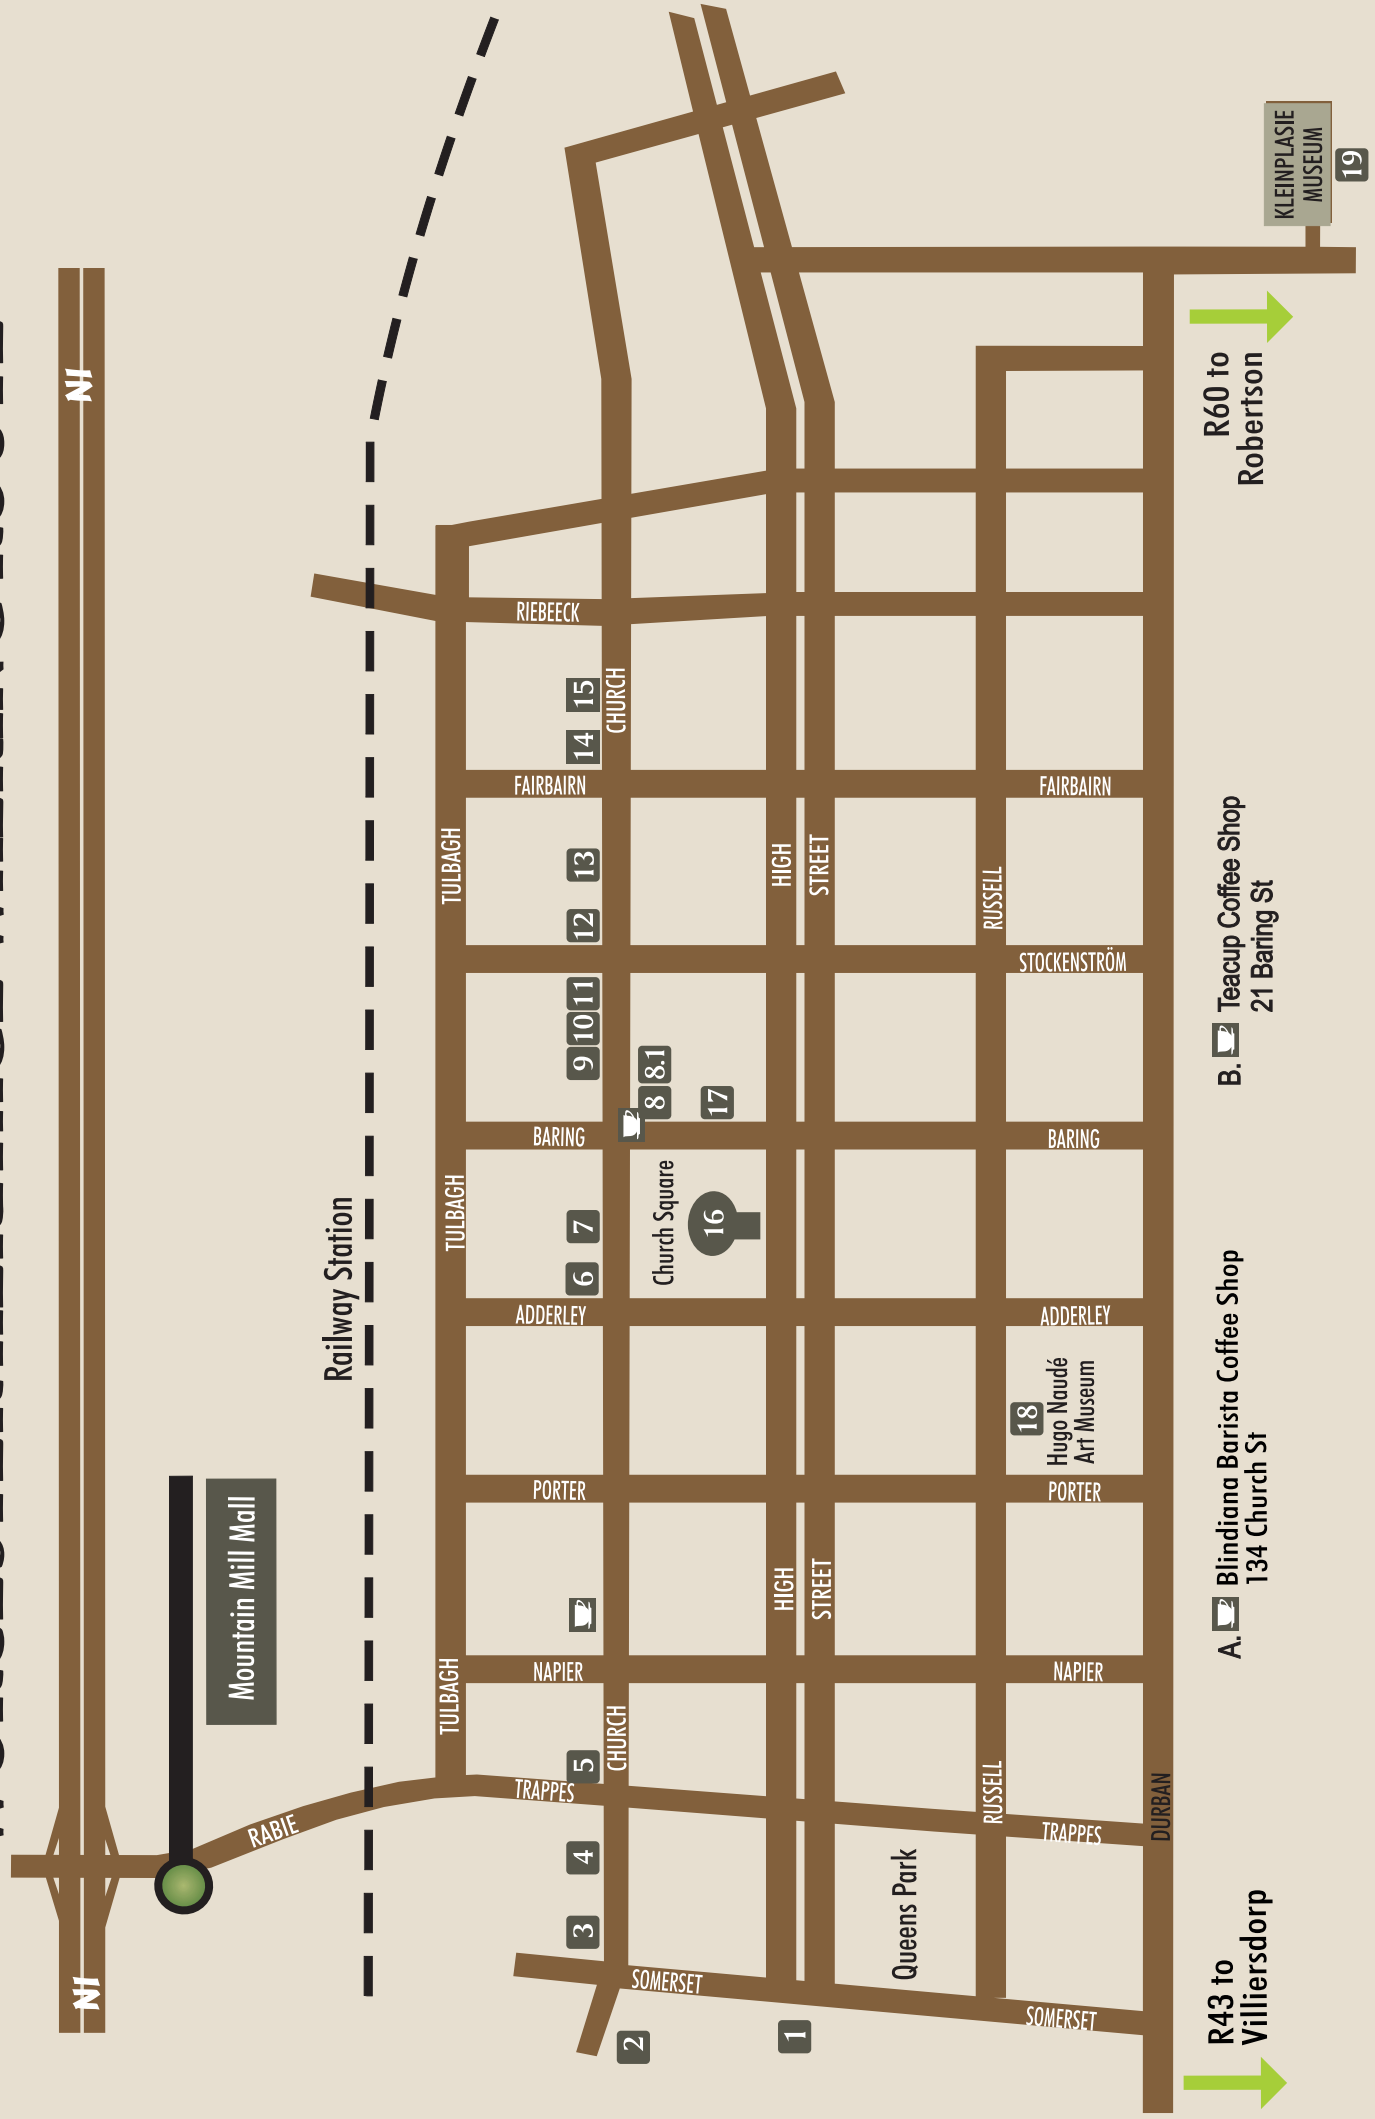 N1
N1
RABIE
Mountain Mill Mall
Railway Station
TULBAGH
TULBAGH
TULBAGH
TRAPPES
NAPIER
PORTER
ADDERLEY
BARING
FAIRBAIRN
RIEBEECK
3
4
5
6
7
9
10
11
12
13
14
15
CHURCH
CHURCH
2
SOMERSET
8
8.1
17
Church Square
16
1
HIGH
STREET
HIGH
STREET
Queens Park
RUSSELL
RUSSELL
18
Hugo Naudé
Art Museum
SOMERSET
TRAPPES
NAPIER
PORTER
ADDERLEY
BARING
STOCKENSTRÖM
FAIRBAIRN
DURBAN
R43 to
Villiersdorp
A. Blindiana Barista Coffee Shop
134 Church St
B. Teacup Coffee Shop
21 Baring St
R60 to
Robertson
KLEINPLASIE
MUSEUM
19